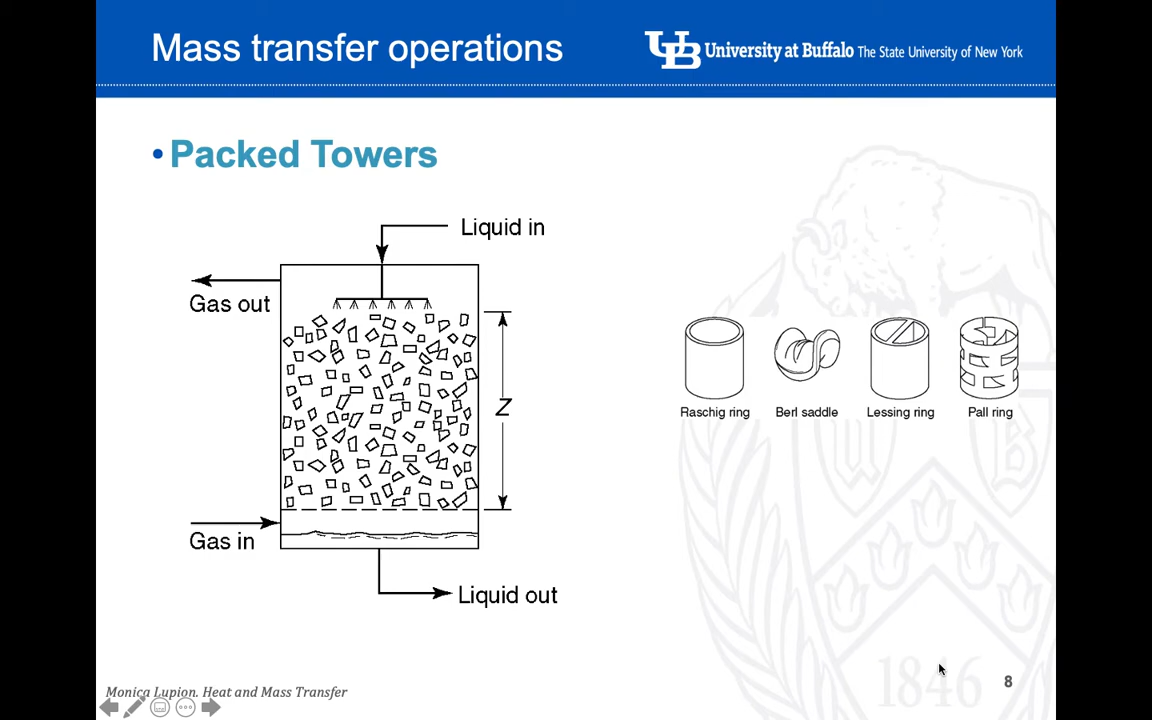 Mass transfer operations
UB University at Buffalo The State University of New York
• Packed Towers
Liquid in
Gas out
Z
Raschig ring
Berl saddle
Lessing ring
Pall ring
Gas in
Liquid out
1846
Monica Lupion. Heat and Mass Transfer
8